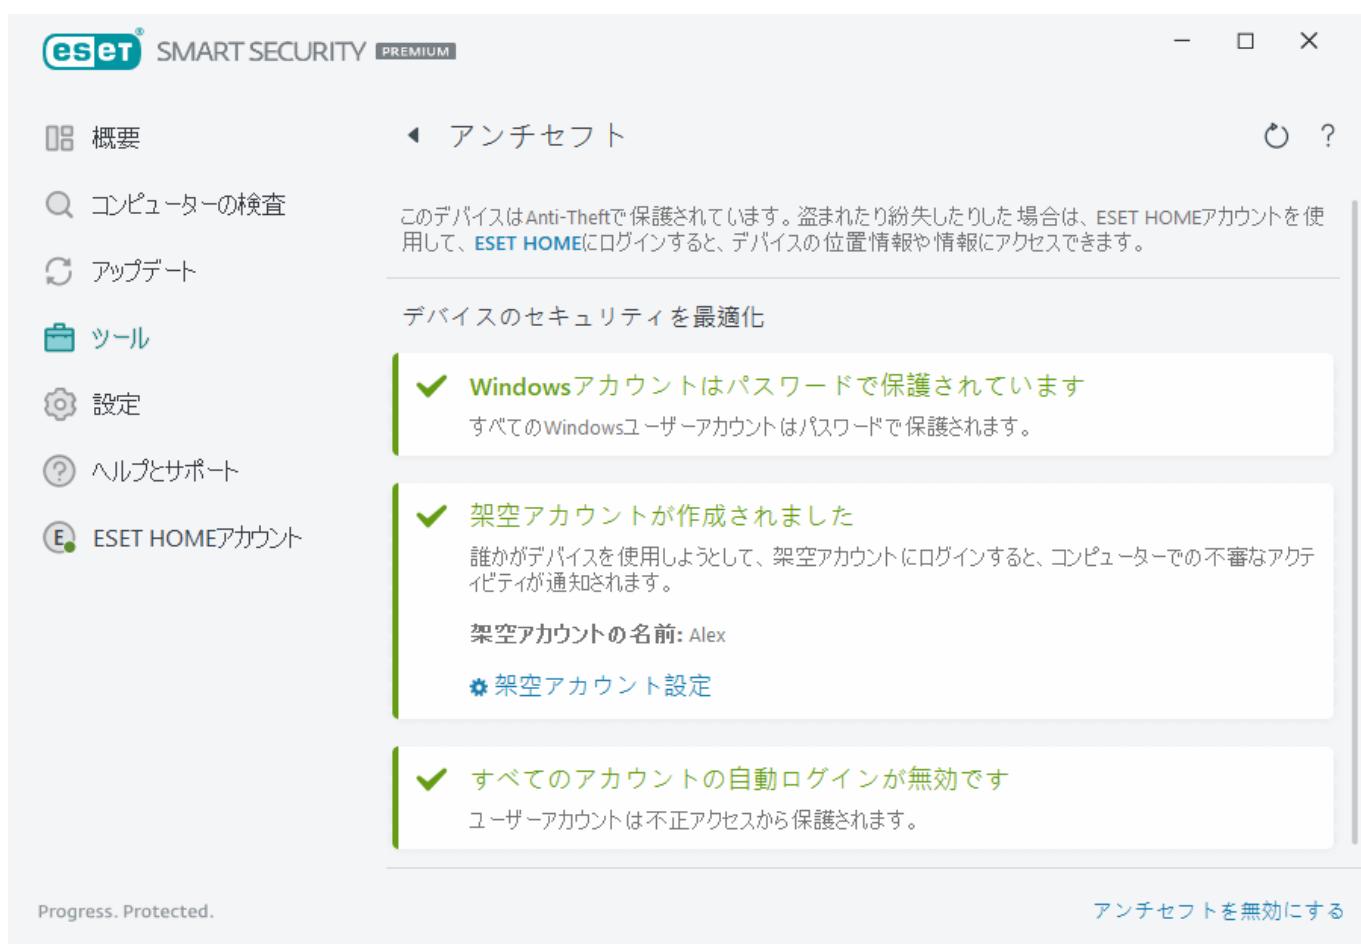 eset® SMART SECURITY PREMIUM
概要
コンピューターの検査
アップデート
ツール
設定
ヘルプとサポート
E ESET HOMEアカウント
アンチセフト
?
このデバイスはAnti-Theftで保護されています。盗まれたり紛失したりした場合は、ESET HOMEアカウントを使
用して、ESET HOMEにログインすると、デバイスの位置情報や情報にアクセスできます。
デバイスのセキュリティを最適化
Windowsアカウントはパスワードで保護されています
すべてのWindowsユーザーアカウントはパスワードで保護されます。
架空アカウントが作成されました
誰かがデバイスを使用しようとして、架空アカウントにログインすると、コンピューターでの不審なアクテ
ィビティが通知されます。
架空アカウントの名前: Alex
架空アカウント設定
すべてのアカウントの自動ログインが無効です
ユーザーアカウントは不正アクセスから保護されます。
Progress. Protected.
アンチセフトを無効にする